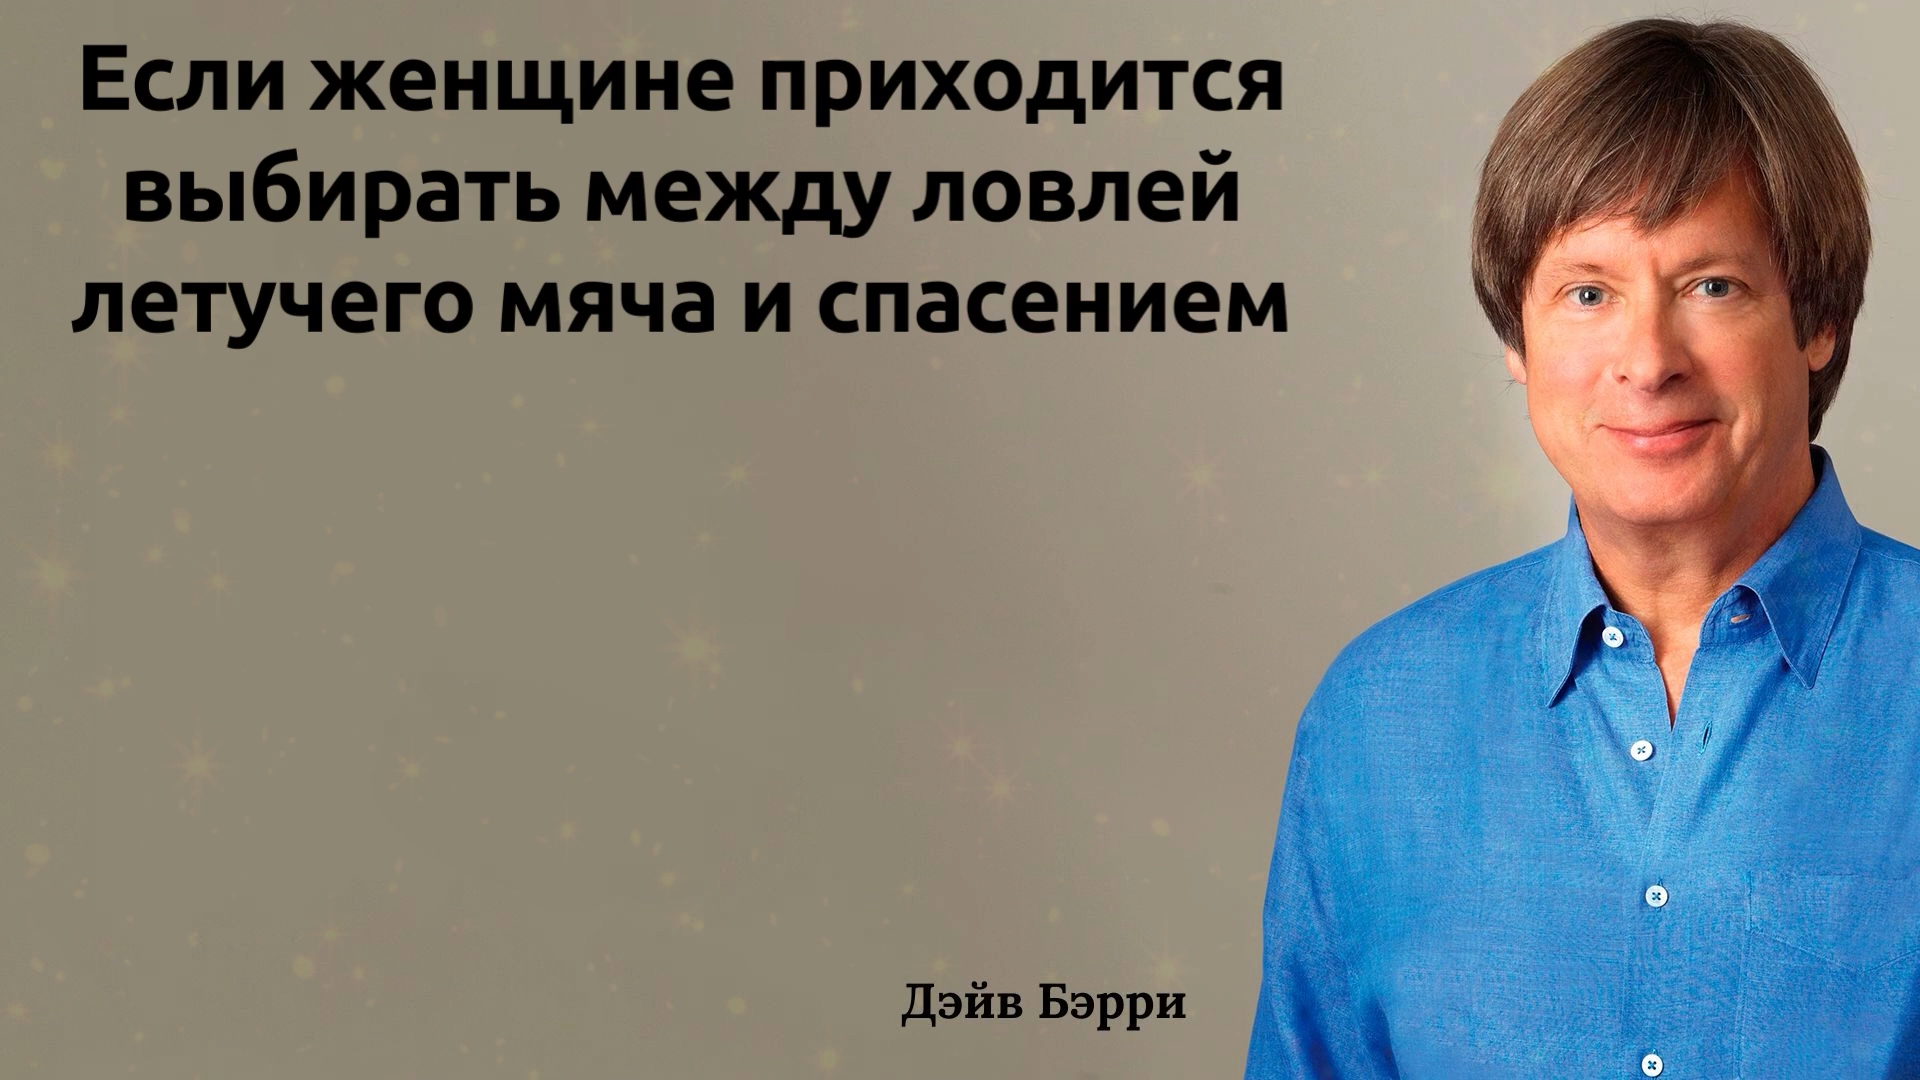 Если женщине приходится
выбирать между ловлей
летучего мяча и спасением
Дэйв Бэрри